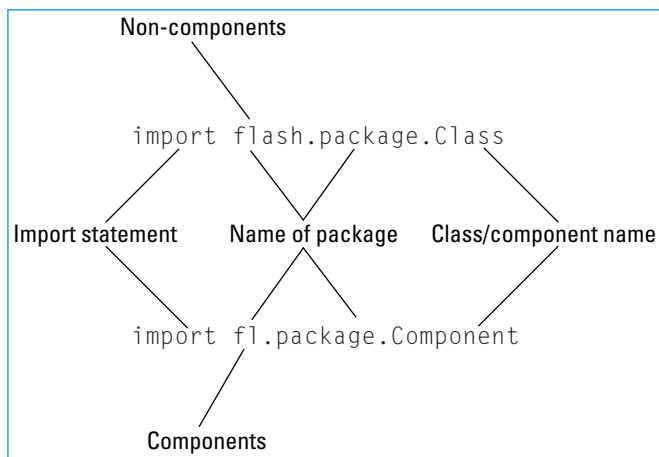 Non-components
import flash.package.Class
Import statement Name of package Class/component name
import fl.package.Component
Components